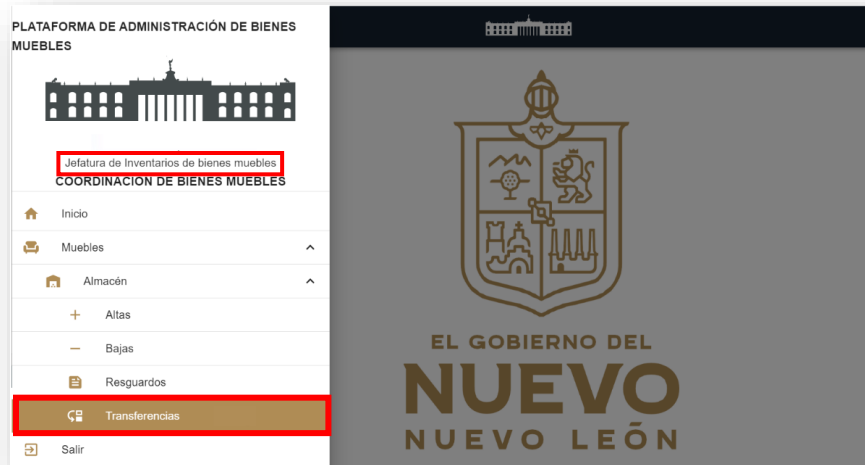 PLATAFORMA DE ADMINISTRACIÓN DE BIENES
MUEBLES
Jefatura de Inventarios de bienes muebles
COORDINACIÓN DE BIENES MUEBLES
Inicio
Muebles
Almacén
Altas
Bajas
Resguardos
Transferencias
Salir
EL GOBIERNO DEL
NUEVO
NUEVO LEÓN